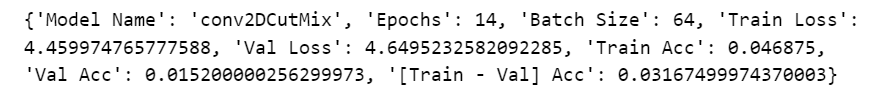 {'Model Name': 'conv2DCutMix', 'Epochs': 14, 'Batch Size': 64, 'Train Loss':
4.459974765777588, 'Val Loss': 4.6495232582092285, 'Train Acc': 0.046875,
'Val Acc': 0.015200000256299973, '[Train - Val] Acc': 0.03167499974370003}